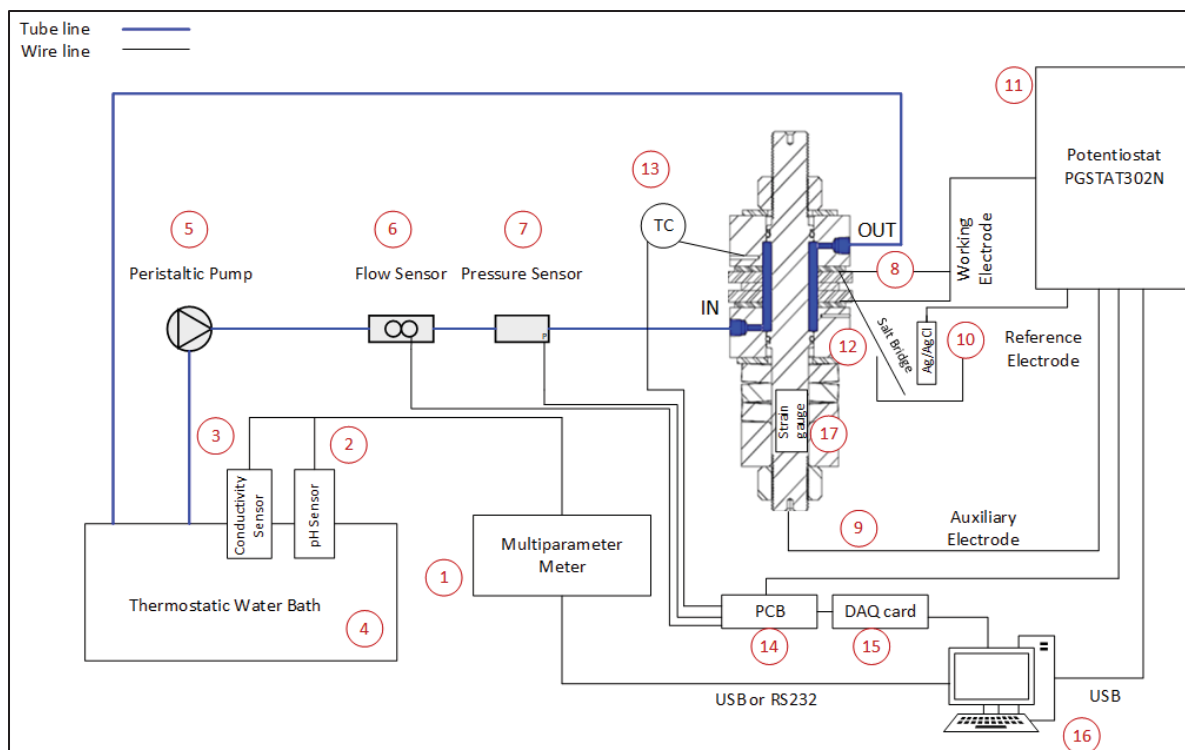 Tube line
Wire line
11
Potentiostat
PGSTAT302N
13
TC
OUT
5
6
7
Peristaltic Pump
Flow Sensor
Pressure Sensor
8
Working
Electrode
IN
12
Salt Bridge
Ag/AgCl
10
Reference
Electrode
P
Strain
gauge
17
3
2
Conductivity
Sensor
pH Sensor
9
Auxiliary
Electrode
Multiparameter
Meter
1
Thermostatic Water Bath
4
PCB
DAQ card
14
15
USB or RS232
USB
16